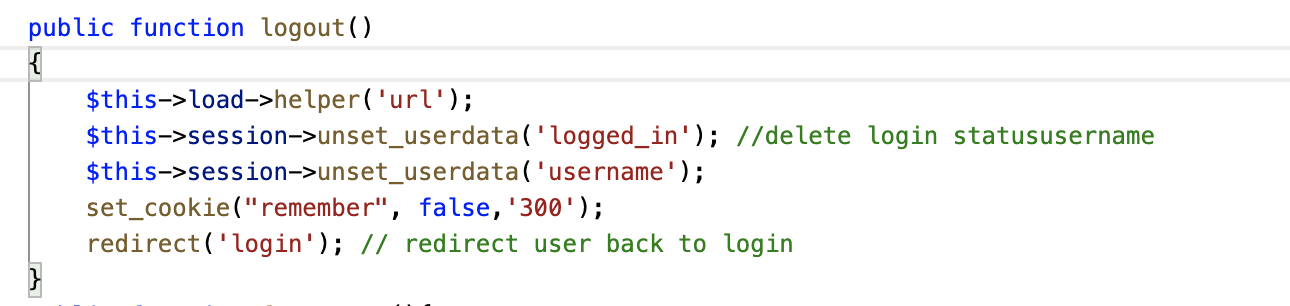 public function logout()
{
$this->load->helper('url');
$this->session->unset_userdata('logged_in'); //delete login statususername
$this->session->unset_userdata('username');
set_cookie("remember", false,'300');
redirect('login'); // redirect user back to login
}